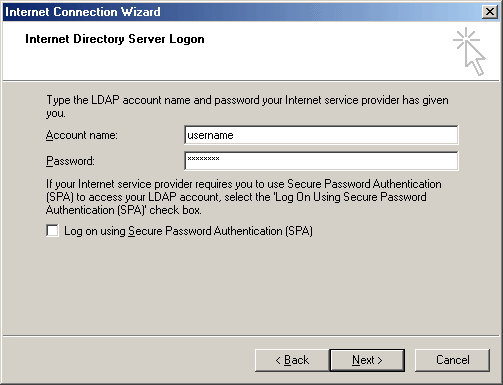 Internet Connection Wizard
Internet Directory Server Logon
Type the LDAP account name and password your Internet service provider has given
you.
Account name:
username
Password:
xxxxxxxx
If your Internet service provider requires you to use Secure Password Authentication
(SPA) to access your LDAP account, select the 'Log On Using Secure Password
Authentication (SPA)' check box.
Log on using Secure Password Authentication (SPA)
< Back
Next >
Cancel